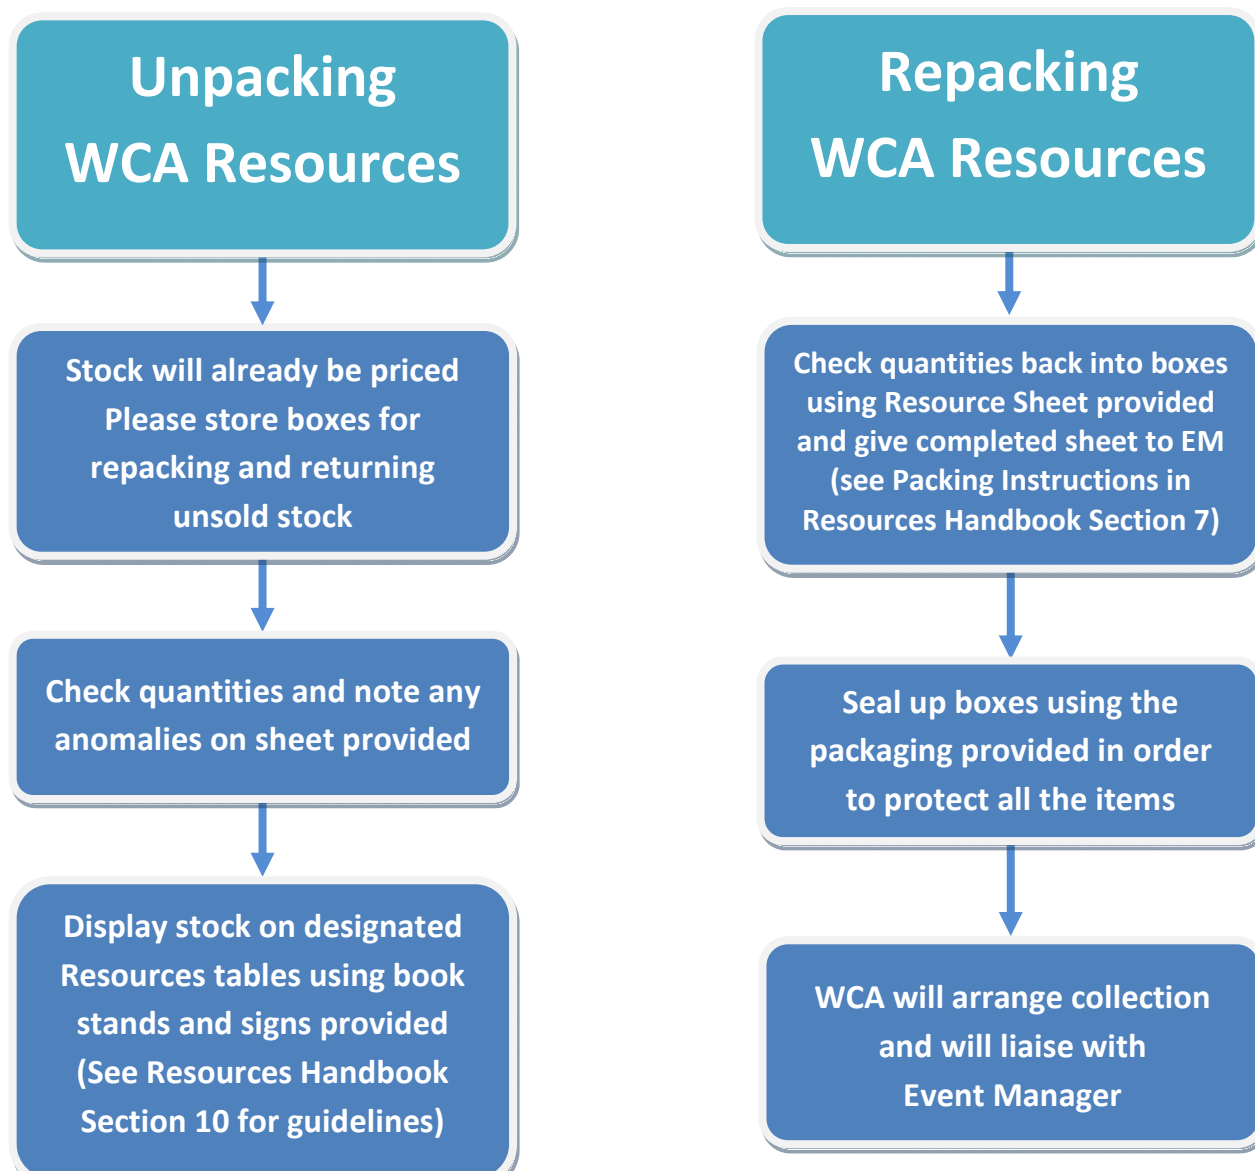 Unpacking
WCA Resources
Stock will already be priced
Please store boxes for
repacking and returning
unsold stock
Check quantities and note any
anomalies on sheet provided
Display stock on designated
Resources tables using book
stands and signs provided
(See Resources Handbook
Section 10 for guidelines)
Repacking
WCA Resources
Check quantities back into boxes
using Resource Sheet provided
and give completed sheet to EM
(see Packing Instructions in
Resources Handbook Section 7)
Seal up boxes using the
packaging provided in order
to protect all the items
WCA will arrange collection
and will liaise with
Event Manager